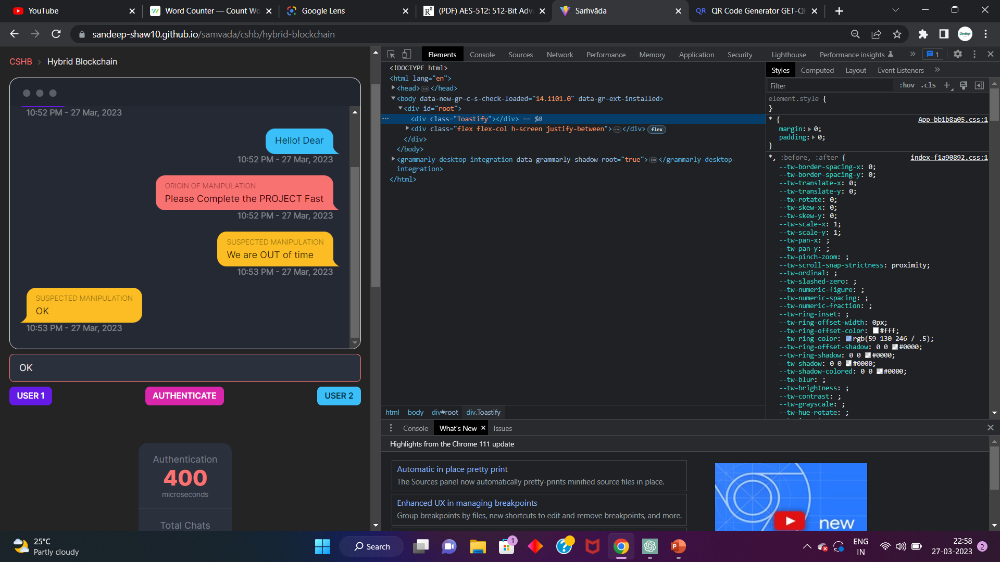 YouTube
Word Counter — Count Wo
Google Lens
(PDF) AES-512: 512-Bit Adva
Saṁvāda
QR Code Generator GET-QR
sandeep-shaw10.github.io/samvada/cshb/hybrid-blockchain
CSHB > Hybrid Blockchain
10:52 PM - 27 Mar, 2023
Hello! Dear
10:52 PM - 27 Mar, 2023
ORIGIN OF MANIPULATION
Please Complete the PROJECT Fast
10:52 PM - 27 Mar, 2023
SUSPECTED MANIPULATION
We are OUT of time
10:53 PM - 27 Mar, 2023
SUSPECTED MANIPULATION
OK
10:53 PM - 27 Mar, 2023
OK
USER 1 AUTHENTICATE USER 2
Authentication
400
microseconds
Total Chats
Elements Console Sources Network Performance Memory Application Security Lighthouse Performance insights » 1
<!DOCTYPE html>
<html lang="en">
<head>…</head>
<body data-new-gr-c-s-check-loaded="14.1101.0" data-gr-ext-installed>
<div id="root">
<div class="Toastify"></div> == $0
<div class="flex flex-col h-screen justify-between">…</div> flex
</div>
</body>
<grammarly-desktop-integration data-grammarly-shadow-root="true">…</grammarly-desktop-
integration>
</html>
html body div#root div.Toastify
Styles Computed Layout Event Listeners »
Filter :hov .cls +
element.style {
}
* { App-bb1b8a05.css:1
margin: 0;
padding: 0;
}
*, :before, :after { index-f1a90892.css:1
--tw-border-spacing-x: 0;
--tw-border-spacing-y: 0;
--tw-translate-x: 0;
--tw-translate-y: 0;
--tw-rotate: 0;
--tw-skew-x: 0;
--tw-skew-y: 0;
--tw-scale-x: 1;
--tw-scale-y: 1;
--tw-pan-x: ;
--tw-pan-y: ;
--tw-pinch-zoom: ;
--tw-scroll-snap-strictness: proximity;
--tw-ordinal: ;
--tw-slashed-zero: ;
--tw-numeric-figure: ;
--tw-numeric-spacing: ;
--tw-numeric-fraction: ;
--tw-ring-inset: ;
--tw-ring-offset-width: 0px;
--tw-ring-offset-color: #fff;
--tw-ring-color: rgb(59 130 246 / .5);
--tw-ring-offset-shadow: 0 0 #0000;
--tw-ring-shadow: 0 0 #0000;
--tw-shadow: 0 0 #0000;
--tw-shadow-colored: 0 0 #0000;
--tw-blur: ;
--tw-brightness: ;
--tw-contrast: ;
--tw-grayscale: ;
--tw-hue-rotate: ;
Console What's New Issues
Highlights from the Chrome 111 update
Automatic in place pretty print
The Sources panel now automatically pretty-prints minified source files in place.
Enhanced UX in managing breakpoints
Group breakpoints by files, new shortcuts to edit and remove breakpoints, and more.
new
25°C
Partly cloudy
Search
1
ENG
IN
22:58
27-03-2023
2